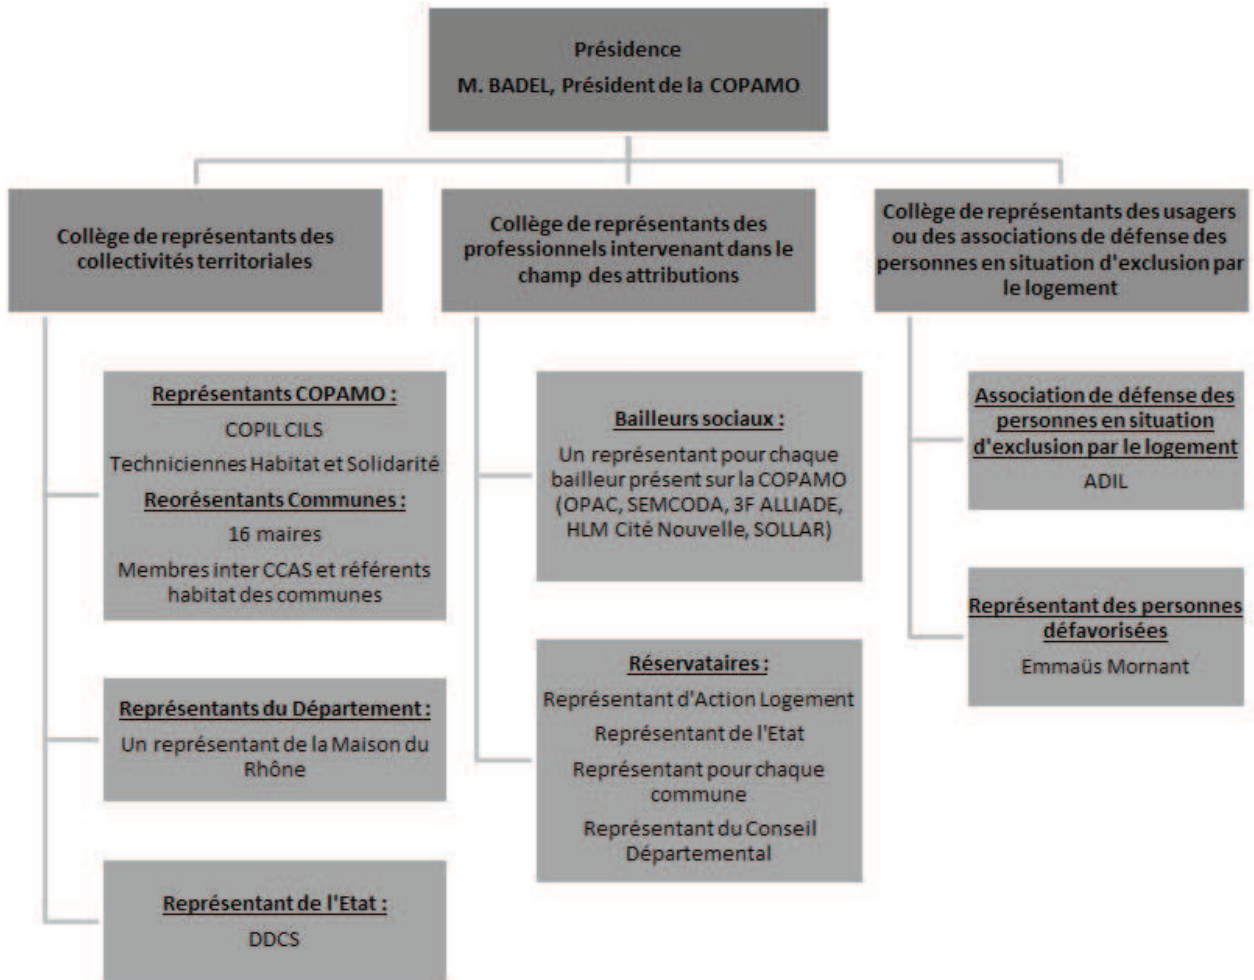 Présidence
M. BADEL, Président de la COPAMO
Collège de représentants des
collectivités territoriales
Représentants COPAMO :
COPIL CILS
Techniciennes Habitat et Solidarité
Reorésentants Communes :
16 maires
Membres inter CCAS et référents
habitat des communes
Représentants du Département :
Un représentant de la Maison du
Rhône
Représentant de l'Etat :
DDCS
Collège de représentants des
professionnels intervenant dans le
champ des attributions
Bailleurs sociaux :
Un représentant pour chaque
bailleur présent sur la COPAMO
(OPAC, SEMCODA, 3F ALLIADE,
HLM Cité Nouvelle, SOLLAR)
Réservataires :
Représentant d'Action Logement
Représentant de l'Etat
Représentant pour chaque
commune
Représentant du Conseil
Départemental
Collège de représentants des usagers
ou des associations de défense des
personnes en situation d'exclusion par
le logement
Association de défense des
personnes en situation
d'exclusion par le logement
ADIL
Représentant des personnes
défavorisées
Emmaüs Mornant